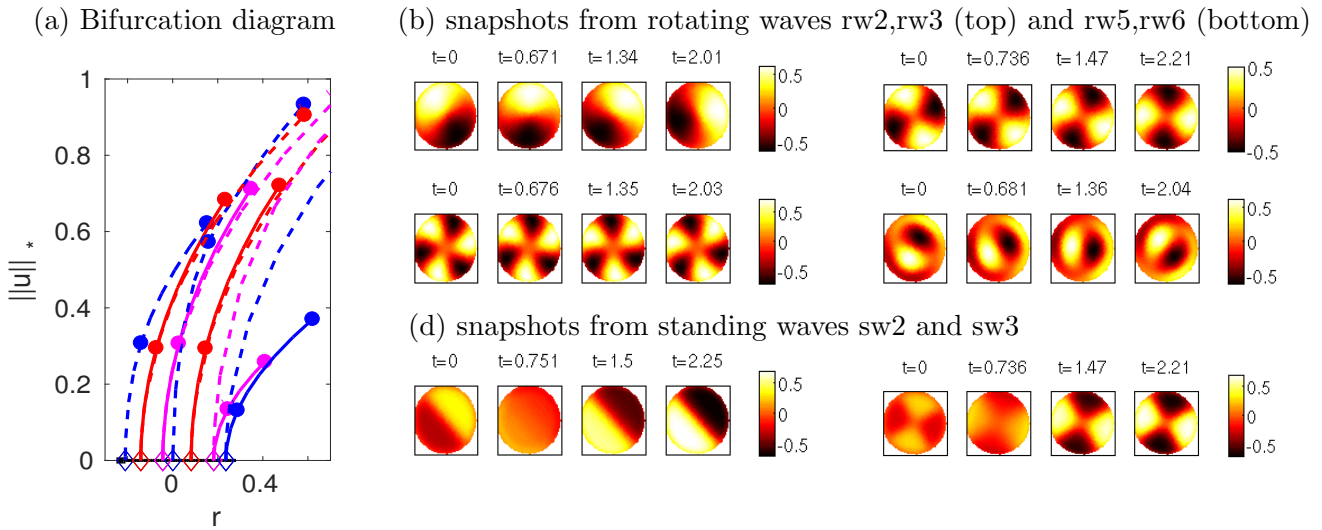 (a) Bifurcation diagram
1
0.8
0.6
0.4
0.2
0
0 0.4
r
||u||*
(b) snapshots from rotating waves rw2,rw3 (top) and rw5,rw6 (bottom)
t=0 t=0.671 t=1.34 t=2.01
0.5
0
-0.5
t=0 t=0.736 t=1.47 t=2.21
0.5
0
-0.5
t=0 t=0.676 t=1.35 t=2.03
0.5
0
-0.5
t=0 t=0.681 t=1.36 t=2.04
0.5
0
-0.5
(d) snapshots from standing waves sw2 and sw3
t=0 t=0.751 t=1.5 t=2.25
0.5
0
-0.5
t=0 t=0.736 t=1.47 t=2.21
0.5
0
-0.5